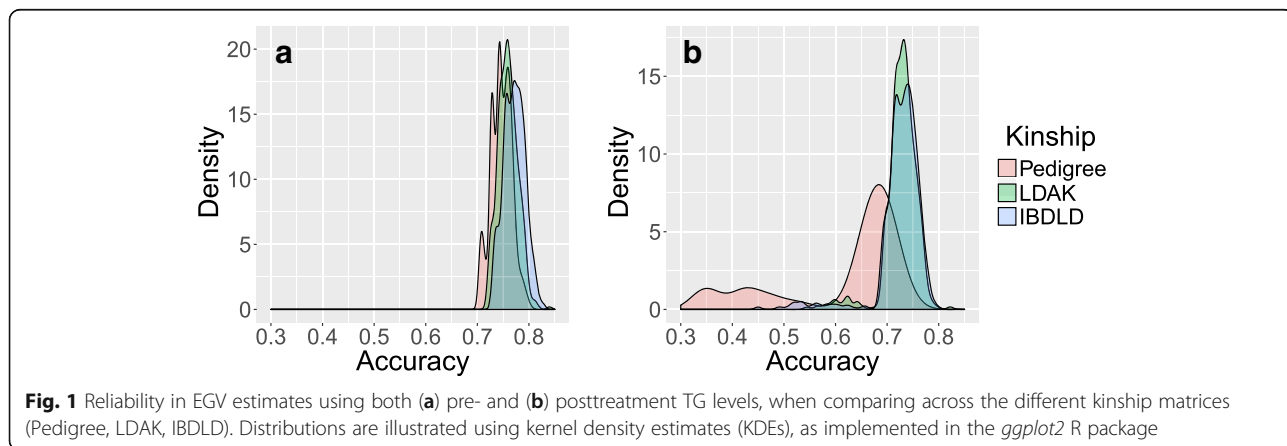 a
20
15
10
5
0
Density
0.3 0.4 0.5 0.6 0.7 0.8
Accuracy
b
15
10
5
0
Density
0.3 0.4 0.5 0.6 0.7 0.8
Accuracy
Kinship
Pedigree
LDAK
IBDLD
Fig. 1 Reliability in EGV estimates using both (a) pre- and (b) posttreatment TG levels, when comparing across the different kinship matrices
(Pedigree, LDAK, IBDLD). Distributions are illustrated using kernel density estimates (KDEs), as implemented in the ggplot2 R package